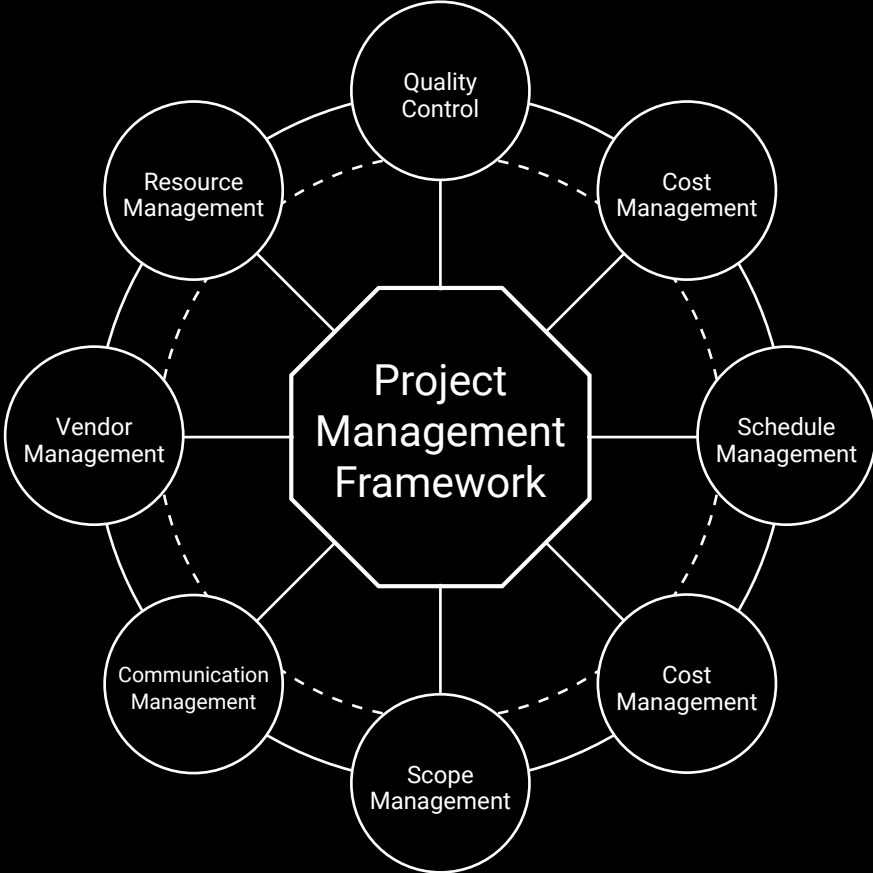 Quality
Control
Resource
Management
Cost
Management
Project
Management
Framework
Vendor
Management
Schedule
Management
Communication
Management
Cost
Management
Scope
Management